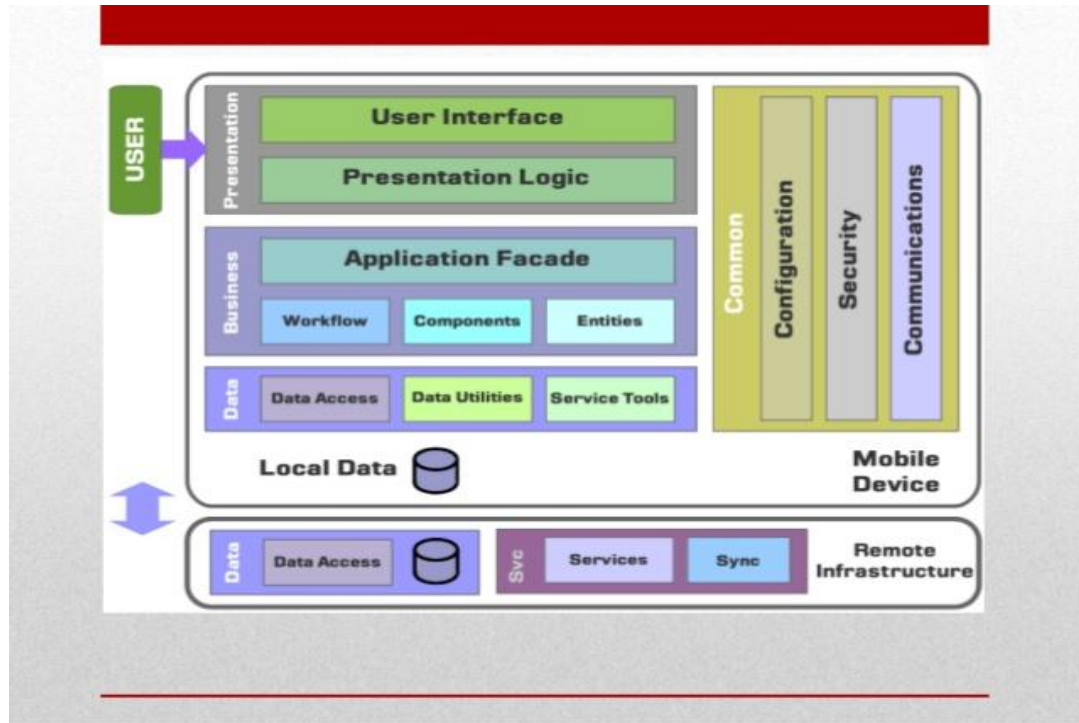 USER
Presentation
User Interface
Presentation Logic
Business
Application Facade
Workflow
Components
Entities
Data
Data Access
Data Utilities
Service Tools
Common
Configuration
Security
Communications
Local Data
Mobile
Device
Data
Data Access
Svc
Services
Sync
Remote
Infrastructure